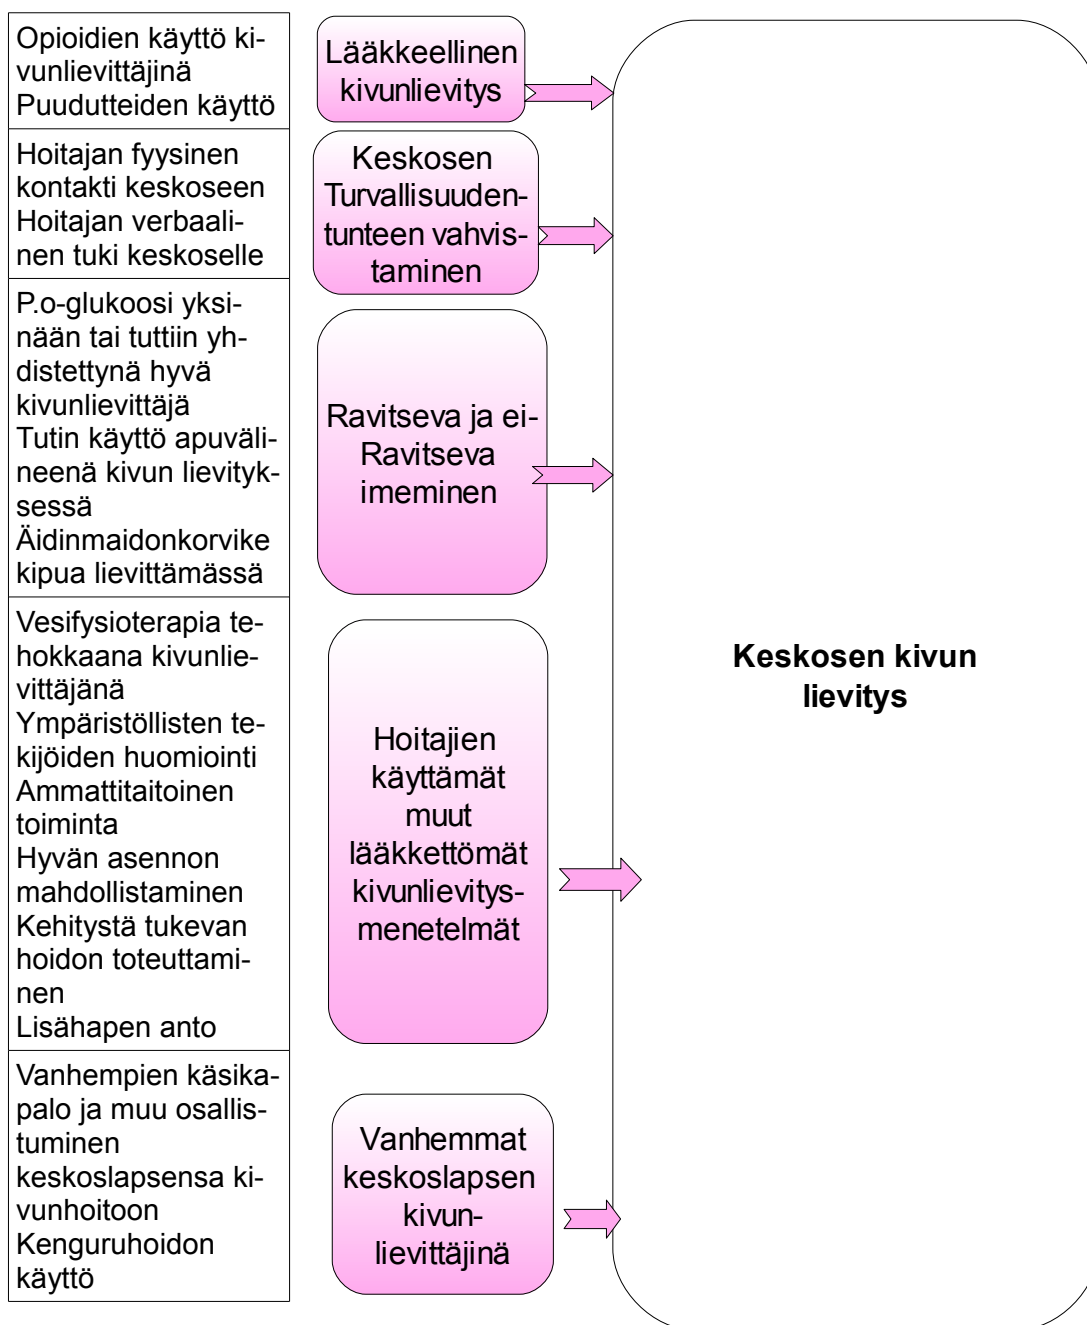 Opioidien käyttö ki-
vunlievittäjinä
Puudutteiden käyttö
Lääkkeellinen
kivunlievitys
Hoitajan fyysinen
kontakti keskoseen
Hoitajan verbaali-
nen tuki keskoselle
Keskosen
Turvallisuuden-
tunteen vahvis-
taminen
P.o-glukoosi yksi-
nään tai tuttiin yh-
distettynä hyvä
kivunlievittäjä
Tutin käyttö apuväli-
neenä kivun lievityk-
sessä
Äidinmaidonkorvike
kipua lievittämässä
Ravitseva ja ei-
Ravitseva
imeminen
Vesifysioterapia te-
hokkaana kivunlie-
vittäjänä
Ympäristöllisten te-
kijöiden huomiointi
Ammattitaitoinen
toiminta
Hyvän asennon
mahdollistaminen
Kehitystä tukevan
hoidon toteuttami-
nen
Lisähapen anto
Hoitajien
käyttämät
muut
lääkkettömät
kivunlievitys-
menetelmät
Vanhempien käsika-
palo ja muu osallis-
tuminen
keskoslapsensa ki-
vunhoitoon
Kenguruhoidon
käyttö
Vanhemmat
keskoslapsen
kivun-
lievittäjinä
Keskosen kivun
lievitys